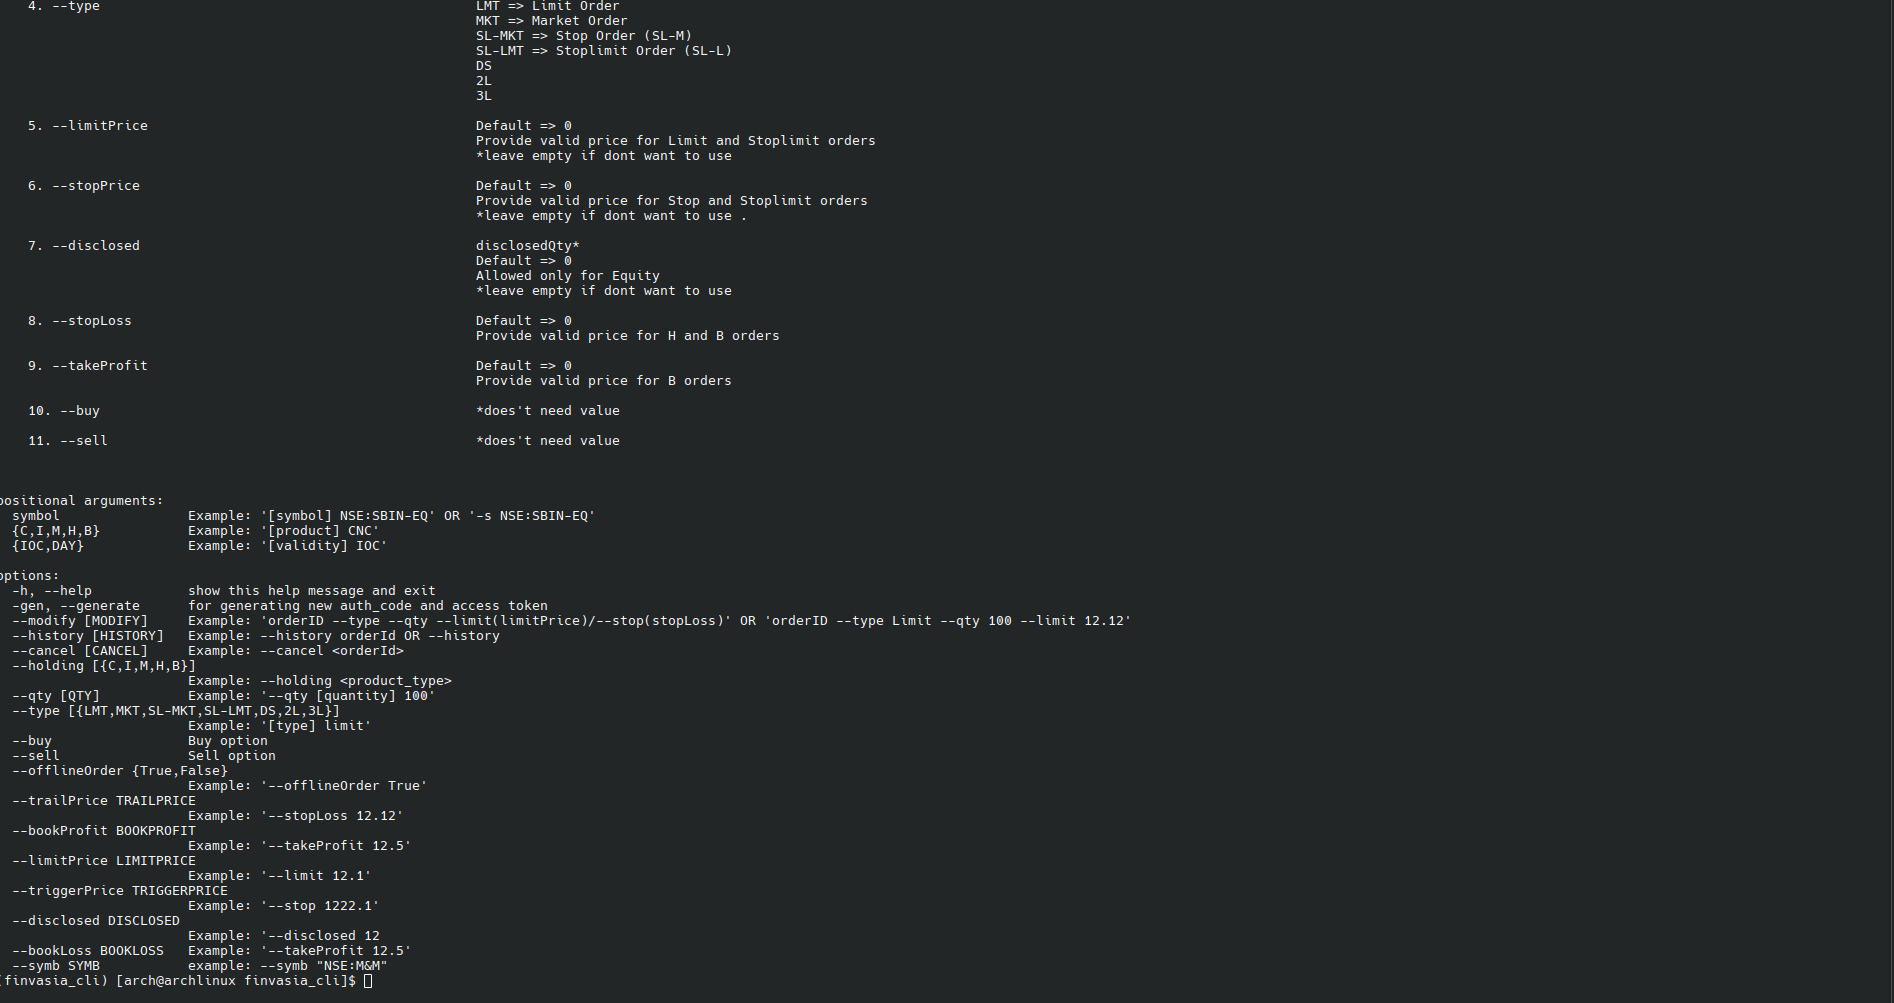 4. --type LMT => Limit Order
MKT => Market Order
SL-MKT => Stop Order (SL-M)
SL-LMT => Stoplimit Order (SL-L)
DS
2L
3L
5. --limitPrice Default => 0
Provide valid price for Limit and Stoplimit orders
*leave empty if dont want to use
6. --stopPrice Default => 0
Provide valid price for Stop and Stoplimit orders
*leave empty if dont want to use .
7. --disclosed disclosedQty*
Default => 0
Allowed only for Equity
*leave empty if dont want to use
8. --stopLoss Default => 0
Provide valid price for H and B orders
9. --takeProfit Default => 0
Provide valid price for B orders
10. --buy *does't need value
11. --sell *does't need value
positional arguments:
symbol Example: '[symbol] NSE:SBIN-EQ' OR '-s NSE:SBIN-EQ'
{C,I,M,H,B} Example: '[product] CNC'
{IOC,DAY} Example: '[validity] IOC'
options:
-h, --help show this help message and exit
-gen, --generate for generating new auth_code and access token
--modify [MODIFY] Example: 'orderID --type --qty --limit(limitPrice)/--stop(stopLoss)' OR 'orderID --type Limit --qty 100 --limit 12.12'
--history [HISTORY] Example: --history orderId OR --history
--cancel [CANCEL] Example: --cancel <orderId>
--holding [{C,I,M,H,B}]
Example: --holding <product_type>
--qty [QTY] Example: '--qty [quantity] 100'
--type [{LMT,MKT,SL-MKT,SL-LMT,DS,2L,3L}]
Example: '[type] limit'
--buy Buy option
--sell Sell option
--offlineOrder {True,False}
Example: '--offlineOrder True'
--trailPrice TRAILPRICE
Example: '--stopLoss 12.12'
--bookProfit BOOKPROFIT
Example: '--takeProfit 12.5'
--limitPrice LIMITPRICE
Example: '--limit 12.1'
--triggerPrice TRIGGERPRICE
Example: '--stop 1222.1'
--disclosed DISCLOSED
Example: '--disclosed 12
--bookLoss BOOKLOSS Example: '--takeProfit 12.5'
--symb SYMB example: --symb "NSE:M&M"
(finvasia_cli) [arch@archlinux finvasia_cli]$